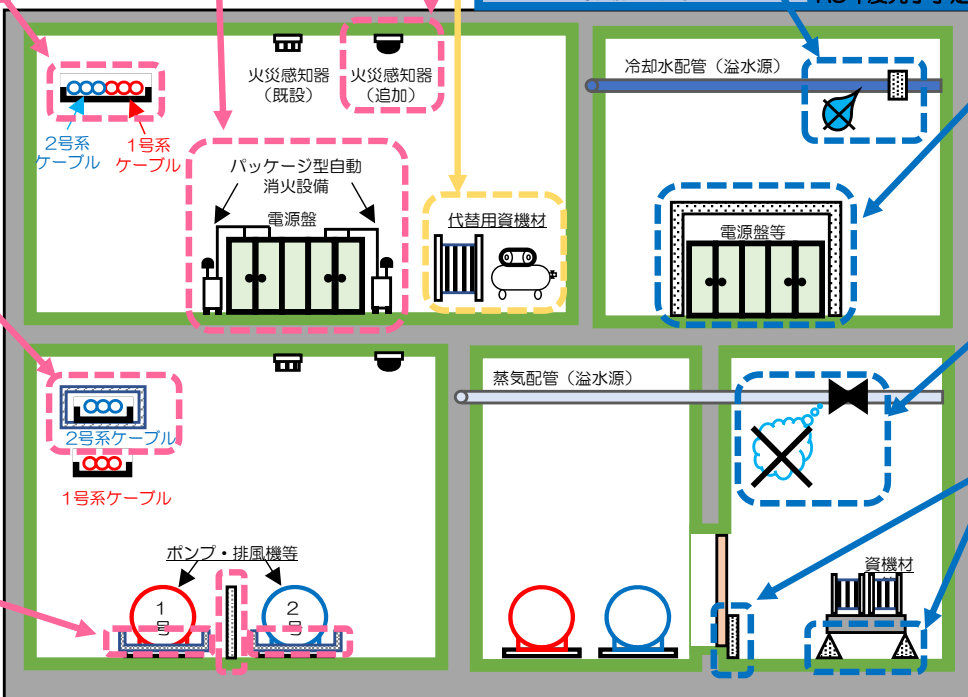 火災感知器
（既設）
火災感知器
（追加）
2号系
ケーブル
1号系
ケーブル
パッケージ型自動
消火設備
電源盤
代替用資機材
冷却水配管（溢水源）
電源盤等
2号系ケーブル
1号系ケーブル
ポンプ・排風機等
1
号
2
号
蒸気配管（溢水源）
資機材